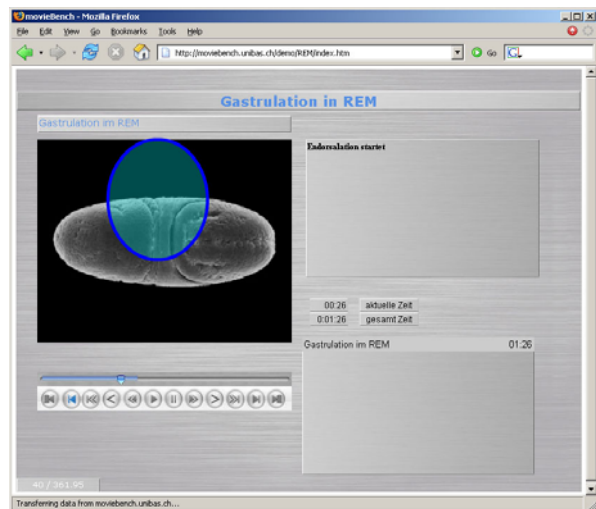 movieBench - Mozilla Firefox
File Edit View Go Bookmarks Tools Help
http://moviebench.unibas.ch/demo/REM/index.htm Go
Gastrulation in REM
Gastrulation im REM
startet
00:26 aktuelle Zeit
0:01:26 gesamt Zeit
Gastrulation im REM 01:26
40 / 361.95
Transferring data from moviebench.unibas.ch...